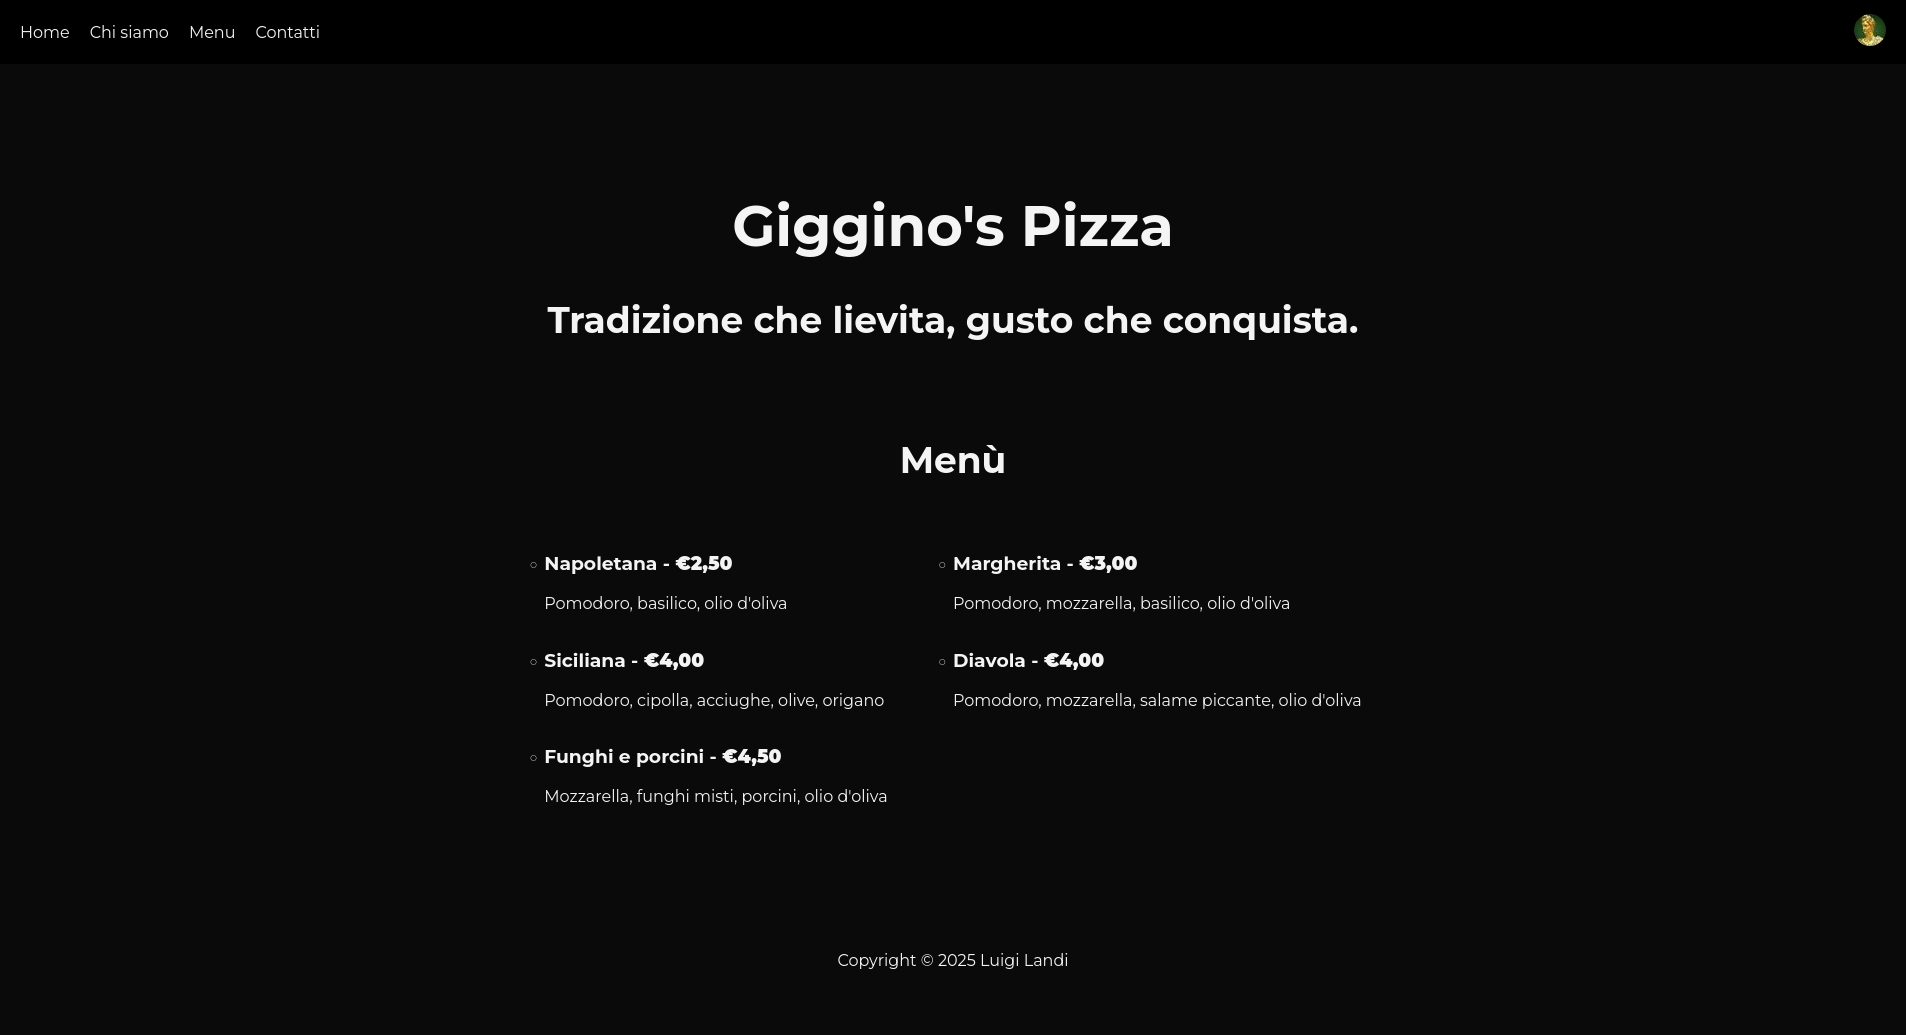 Home Chi siamo Menu Contatti
Giggino's Pizza
Tradizione che lievita, gusto che conquista.
Menù
Napoletana - €2,50
Pomodoro, basilico, olio d'oliva
Margherita - €3,00
Pomodoro, mozzarella, basilico, olio d'oliva
Siciliana - €4,00
Pomodoro, cipolla, acciughe, olive, origano
Diavola - €4,00
Pomodoro, mozzarella, salame piccante, olio d'oliva
Funghi e porcini - €4,50
Mozzarella, funghi misti, porcini, olio d'oliva
Copyright © 2025 Luigi Landi